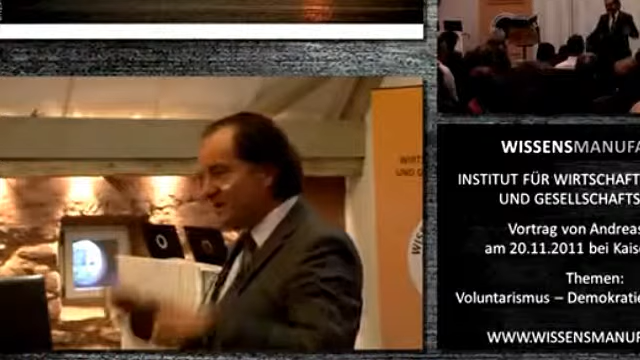 WISSENSMANUFA
INSTITUT FÜR WIRTSCHAFT
UND GESELLSCHAFTS
Vortrag von Andreas
am 20.11.2011 bei Kais
Themen:
Voluntarismus – Demokratie
WWW.WISSENSMANUF